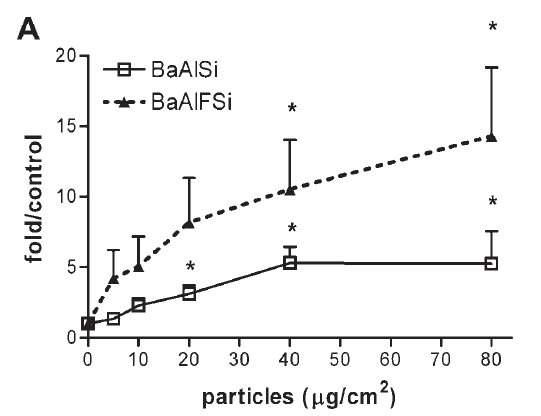 A
20
BaAlSi
BaAlFSi
15
10
5
0
fold/control
* * * * *
0 10 20 30 40 50 60 70 80
particles (μg/cm²)